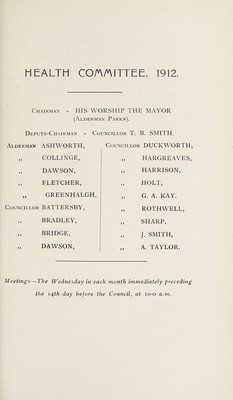 HEALTH COMMITTEE, 1912.
CHAIRMAN - HIS WORSHIP THE MAYOR
(ALDERMAN PARKS).
DEPUTY-CHAIRMAN - COUNCILLOR T. B. SMITH.
ALDERMAN ASHWORTH,
,, COLLINGE,
,, DAWSON,
,, FLETCHER,
,, GREENHALGH,
COUNCILLOR BATTERSBY,
,, BRADLEY,
,, BRIDGE,
,, DAWSON,
COUNCILLOR DUCKWORTH,
,, HARGREAVES,
,, HARRISON,
,, HOLT,
,, G. A. KAY.
,, ROTHWELL,
,, SHARP,
,, J. SMITH,
,, A. TAYLOR.
Meetings—The Wednesday in each month immediately preceding
the 14th day before the Council, at 10-0 a.m.